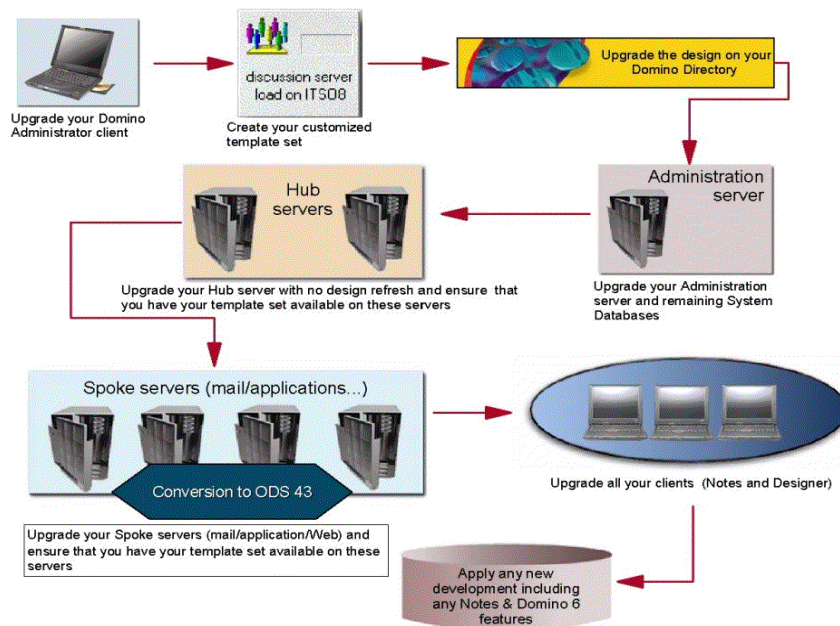 Upgrade your Domino
Administrator client
discussion server
load on ITSO8
Create your customized
template set
Upgrade the design on your
Domino Directory
Administration
server
Upgrade your Administration
server and remaining System
Databases
Hub
servers
Upgrade your Hub server with no design refresh and ensure that
you have your template set available on these servers
Spoke servers (mail/applications...)
Conversion to ODS 43
Upgrade your Spoke servers (mail/application/Web) and
ensure that you have your template set available on these
servers
Upgrade all your clients (Notes and Designer)
Apply any new
development including
any Notes & Domino 6
features